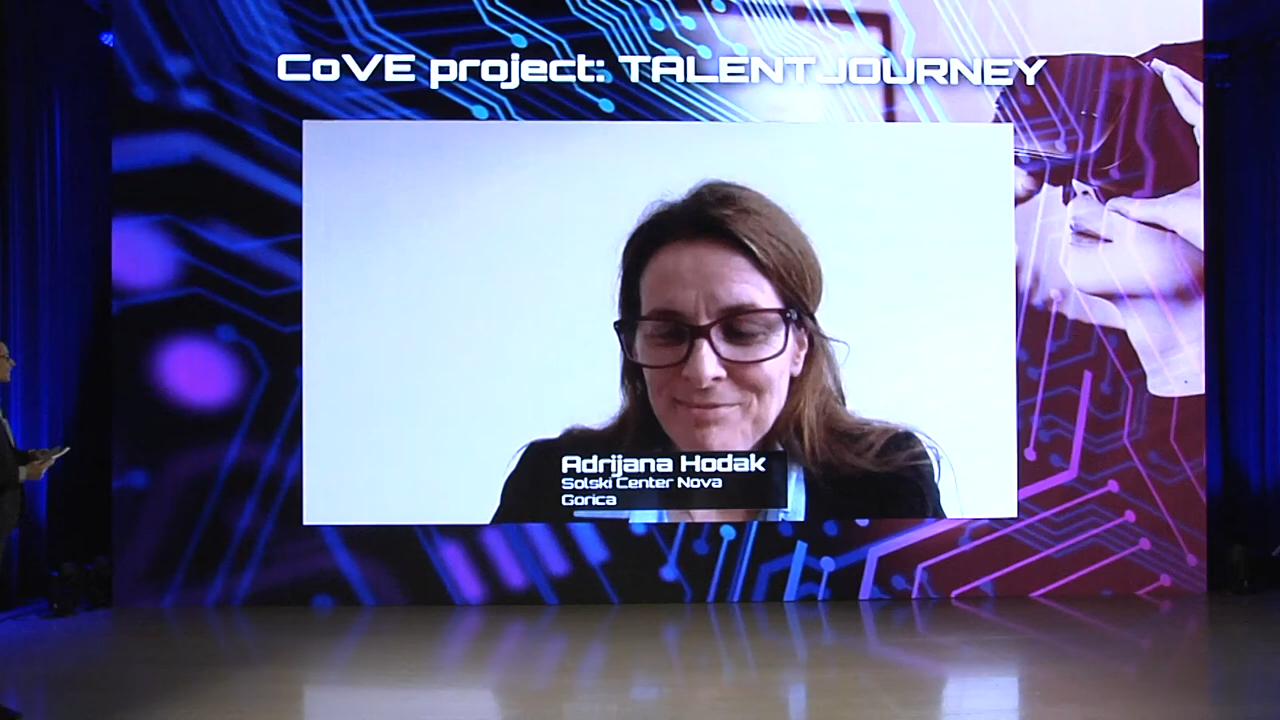 CoVE project: TALENTJOURNEY
Adrijana Hodak
Solski Center Nova
Gorica